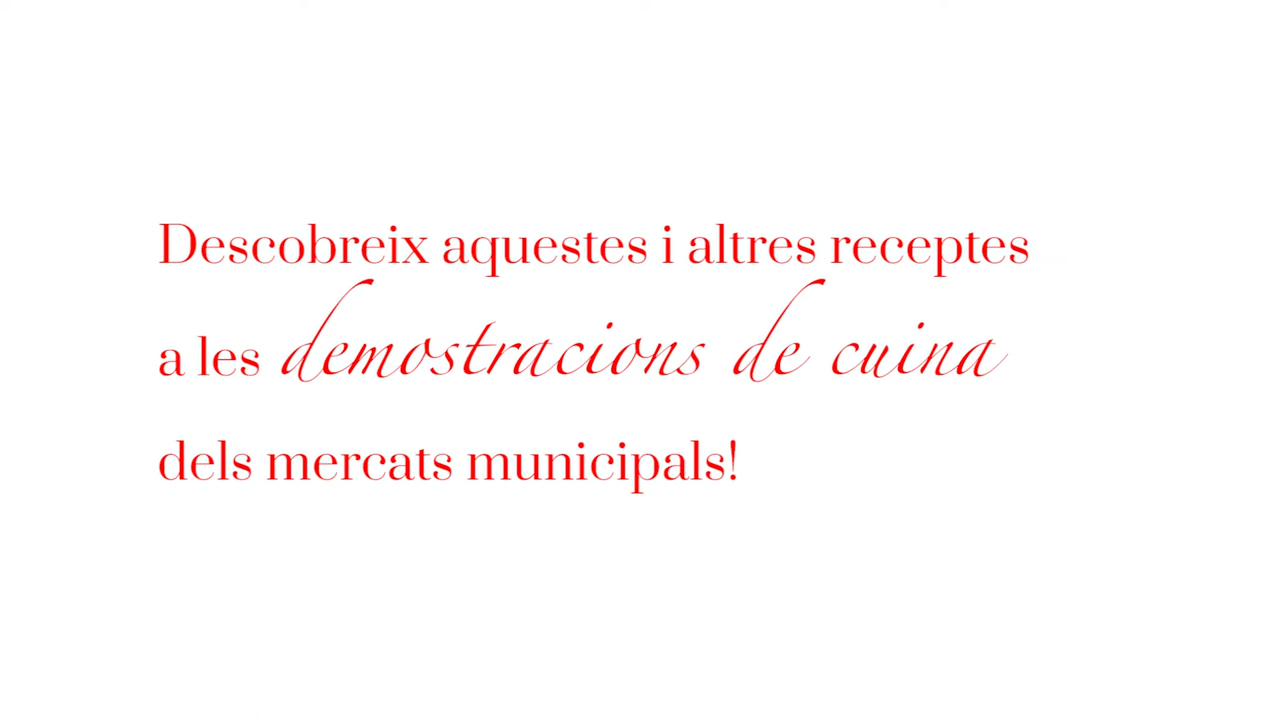 Descobreix aquestes i altres receptes
a les demostracions de cuina
dels mercats municipals!